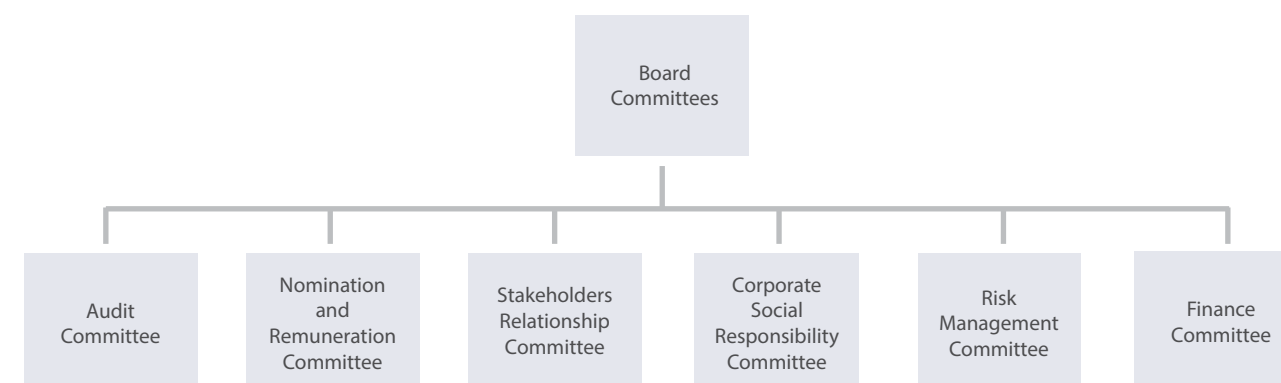 Board
Committees
Audit
Committee
Nomination
and
Remuneration
Committee
Stakeholders
Relationship
Committee
Corporate
Social
Responsibility
Committee
Risk
Management
Committee
Finance
Committee